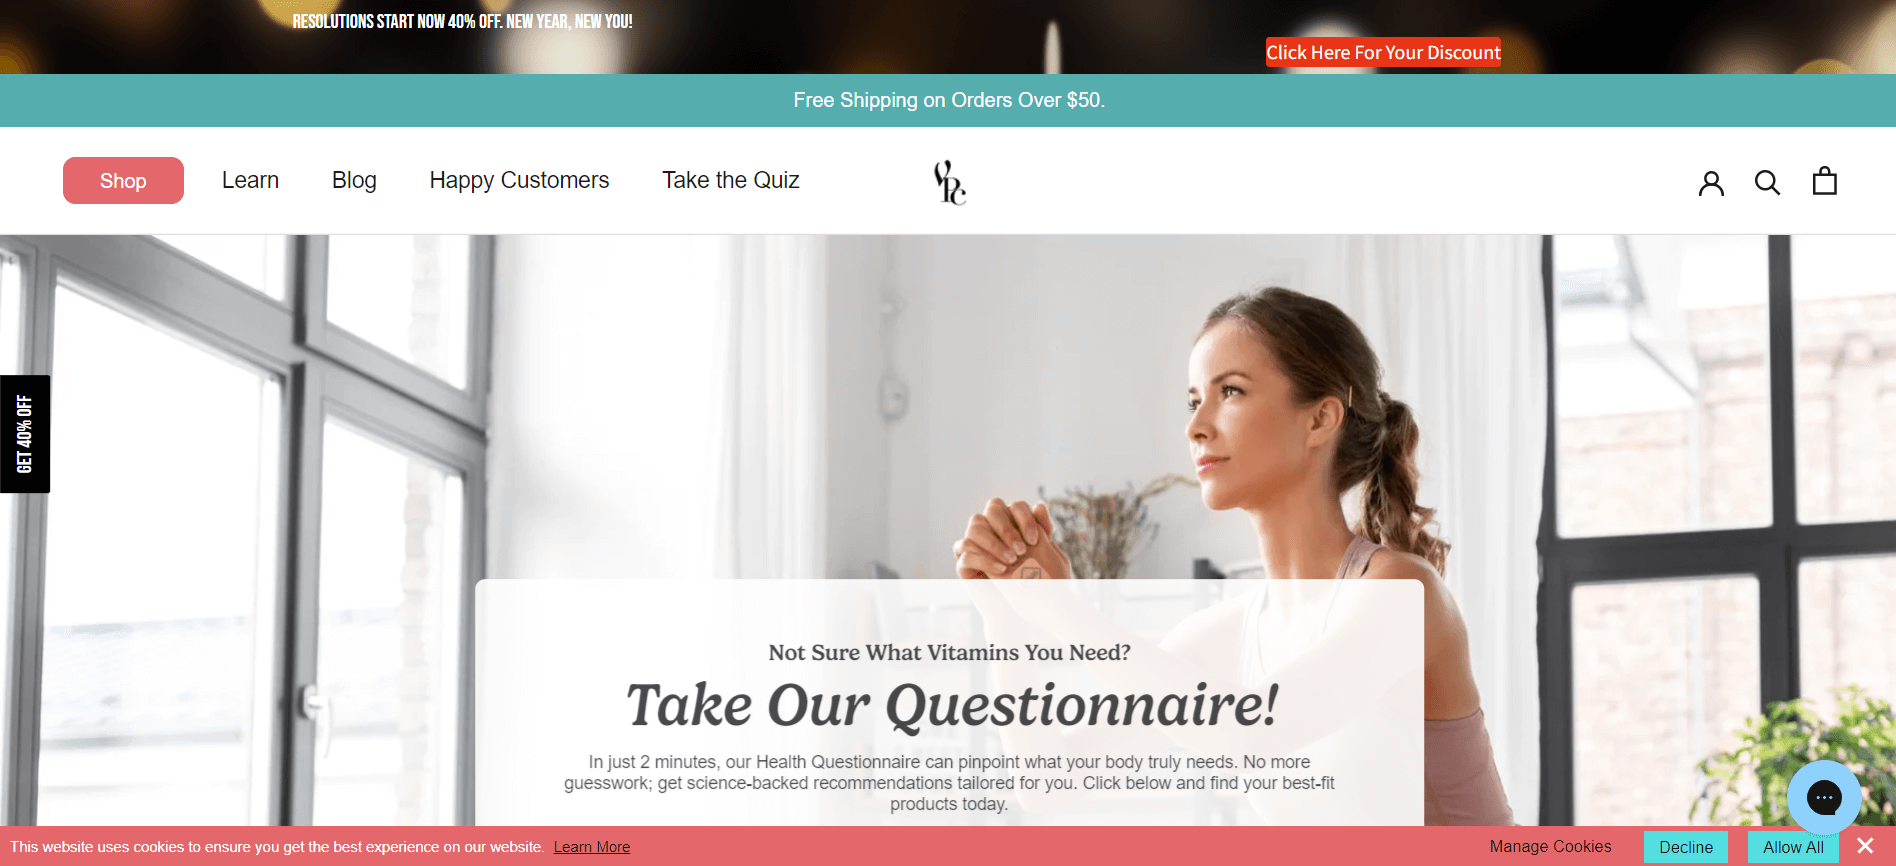 RESOLUTIONS START NOW 40% OFF. NEW YEAR, NEW YOU!
Click Here For Your Discount
Free Shipping on Orders Over $50.
Shop
Learn
Blog
Happy Customers
Take the Quiz
VPC
GET 40% OFF
Not Sure What Vitamins You Need?
Take Our Questionnaire!
In just 2 minutes, our Health Questionnaire can pinpoint what your body truly needs. No more
guesswork; get science-backed recommendations tailored for you. Click below and find your best-fit
products today.
This website uses cookies to ensure you get the best experience on our website. Learn More
Manage Cookies
Decline
Allow All